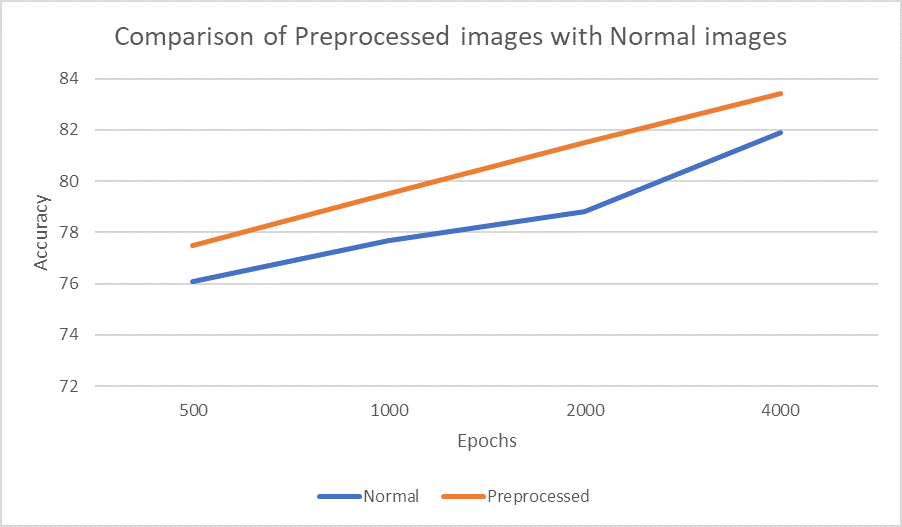 Comparison of Preprocessed images with Normal images
84
82
80
78
76
74
72
Accuracy
500 1000 2000 4000
Epochs
Normal Preprocessed